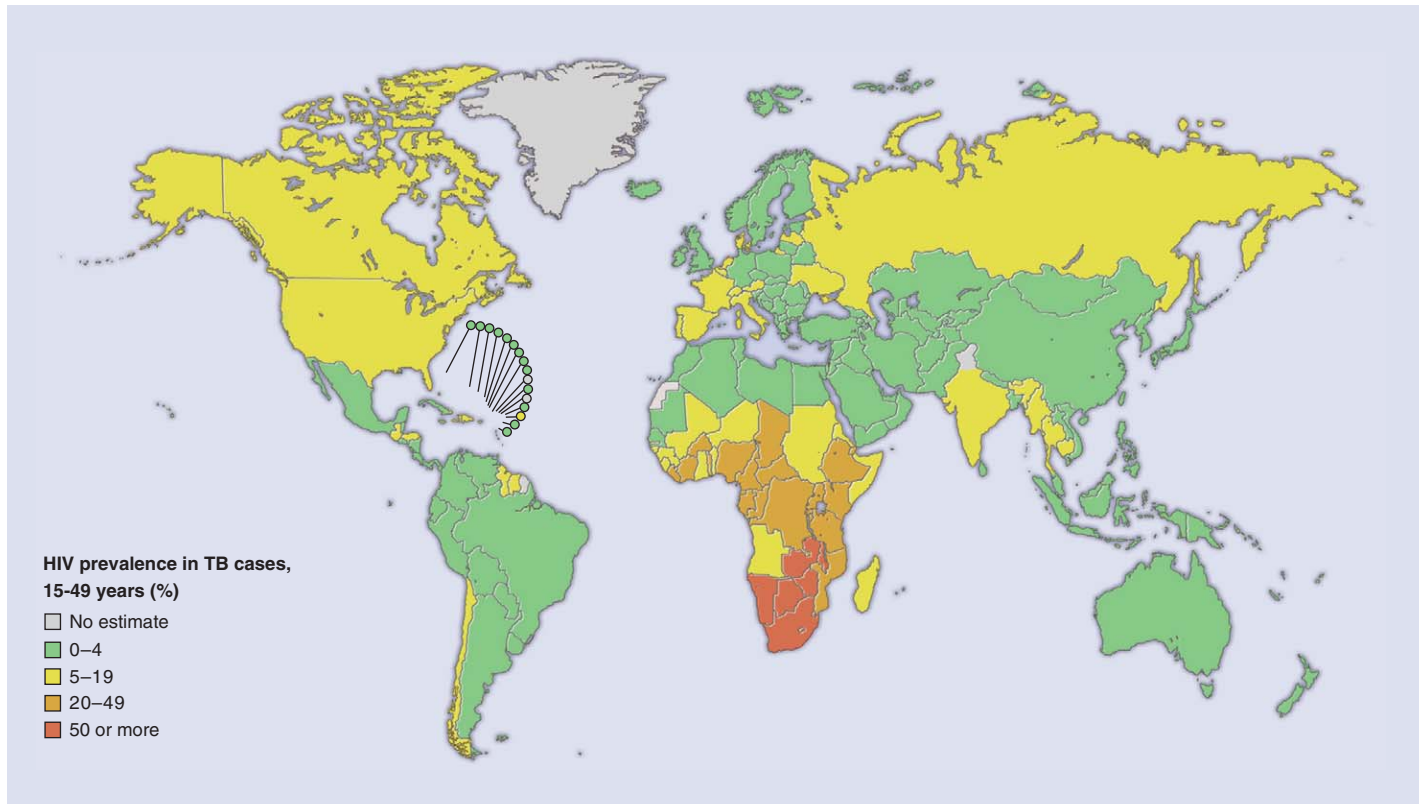 HIV prevalence in TB cases,
15-49 years (%)
No estimate
0–4
5–19
20–49
50 or more